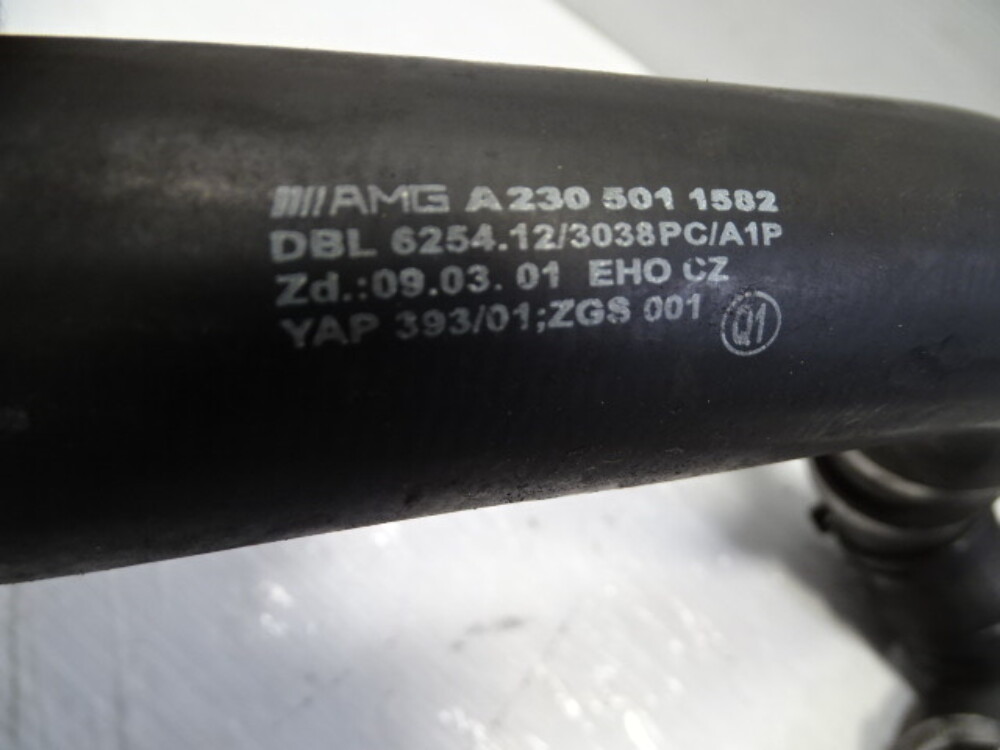 AMG A 230 501 1582
DBL 6254.12/3038PC/A1P
Zd.:09.03.01 EHO CZ
YAP 393/01;ZGS 001 Q1